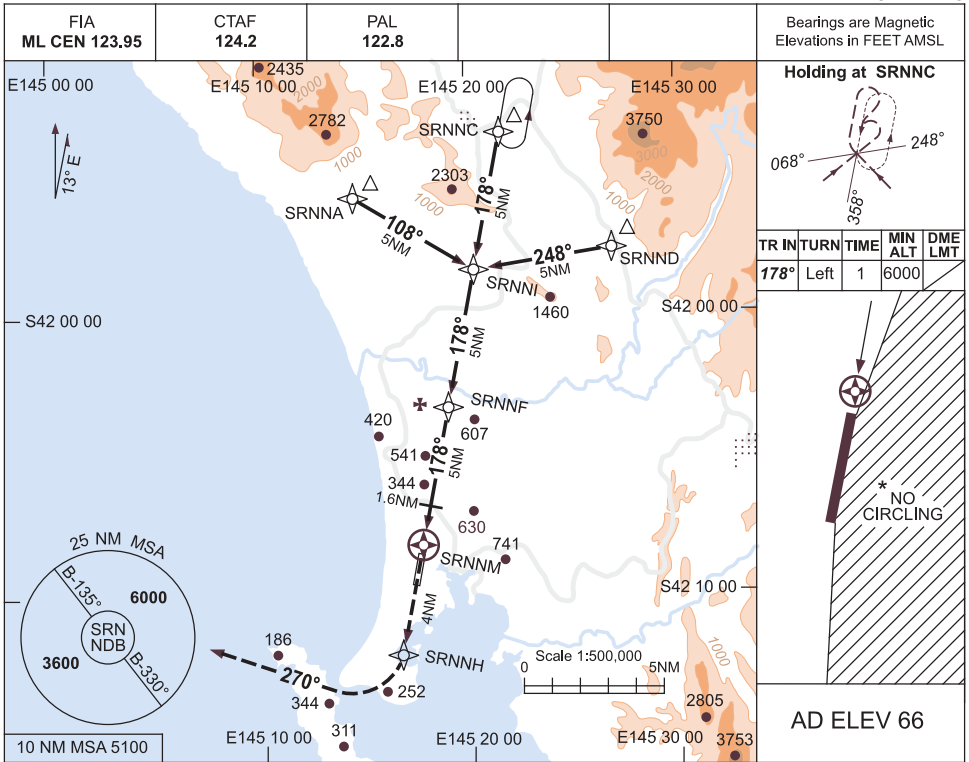 FIA
ML CEN 123.95
CTAF
124.2
PAL
122.8
Bearings are Magnetic
Elevations in FEET AMSL
E145 00 00
2435
E145 10 00
E145 20 00
E145 30 00
2000
2782
1000
13° E
SRNNC
3750
3000
2000
1000
2303
1000
178°
5NM
SRNNA
108°
5NM
248°
5NM
SRNND
SRNNI
1460
S42 00 00
S42 00 00
178°
5NM
SRNNF
420
607
541
178°
5NM
344
1.6NM
630
741
SRNNM
S42 10 00
4NM
SRNNH
186
270°
344
252
311
Scale 1:500,000
0
5NM
1000
2805
3753
E145 10 00
E145 20 00
E145 30 00
25 NM MSA
B-135°
6000
SRN
NDB
3600
B-330°
10 NM MSA 5100
Holding at SRNNC
068°
248°
358°
TR IN
TURN
TIME
MIN
ALT
DME
LMT
178°
Left
1
6000
* NO
CIRCLING
AD ELEV 66